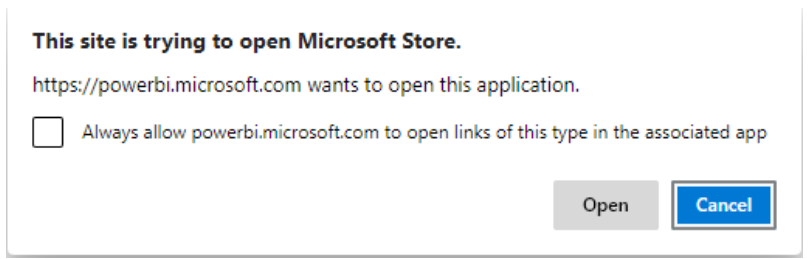 This site is trying to open Microsoft Store.
https://powerbi.microsoft.com wants to open this application.
Always allow powerbi.microsoft.com to open links of this type in the associated app
Open
Cancel